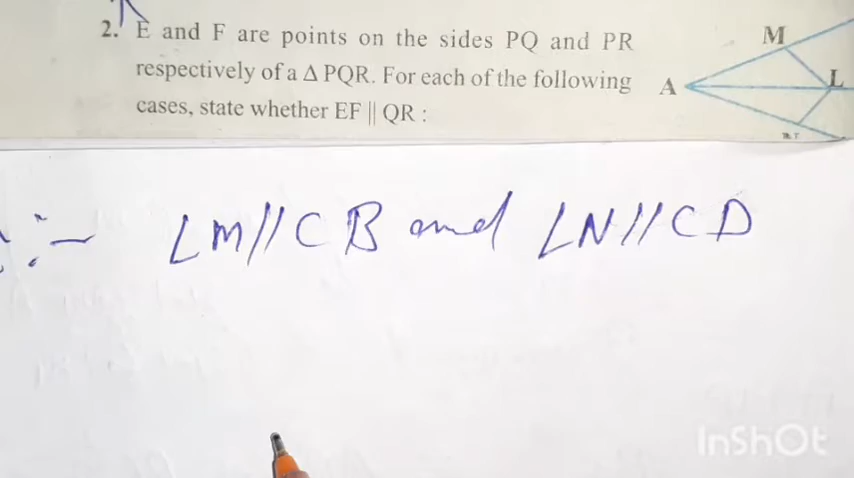 2. E and F are points on the sides PQ and PR
respectively of a Δ PQR. For each of the following
cases, state whether EF || QR :
M
A
L
:- LM//CB and LN//CD
InShOt